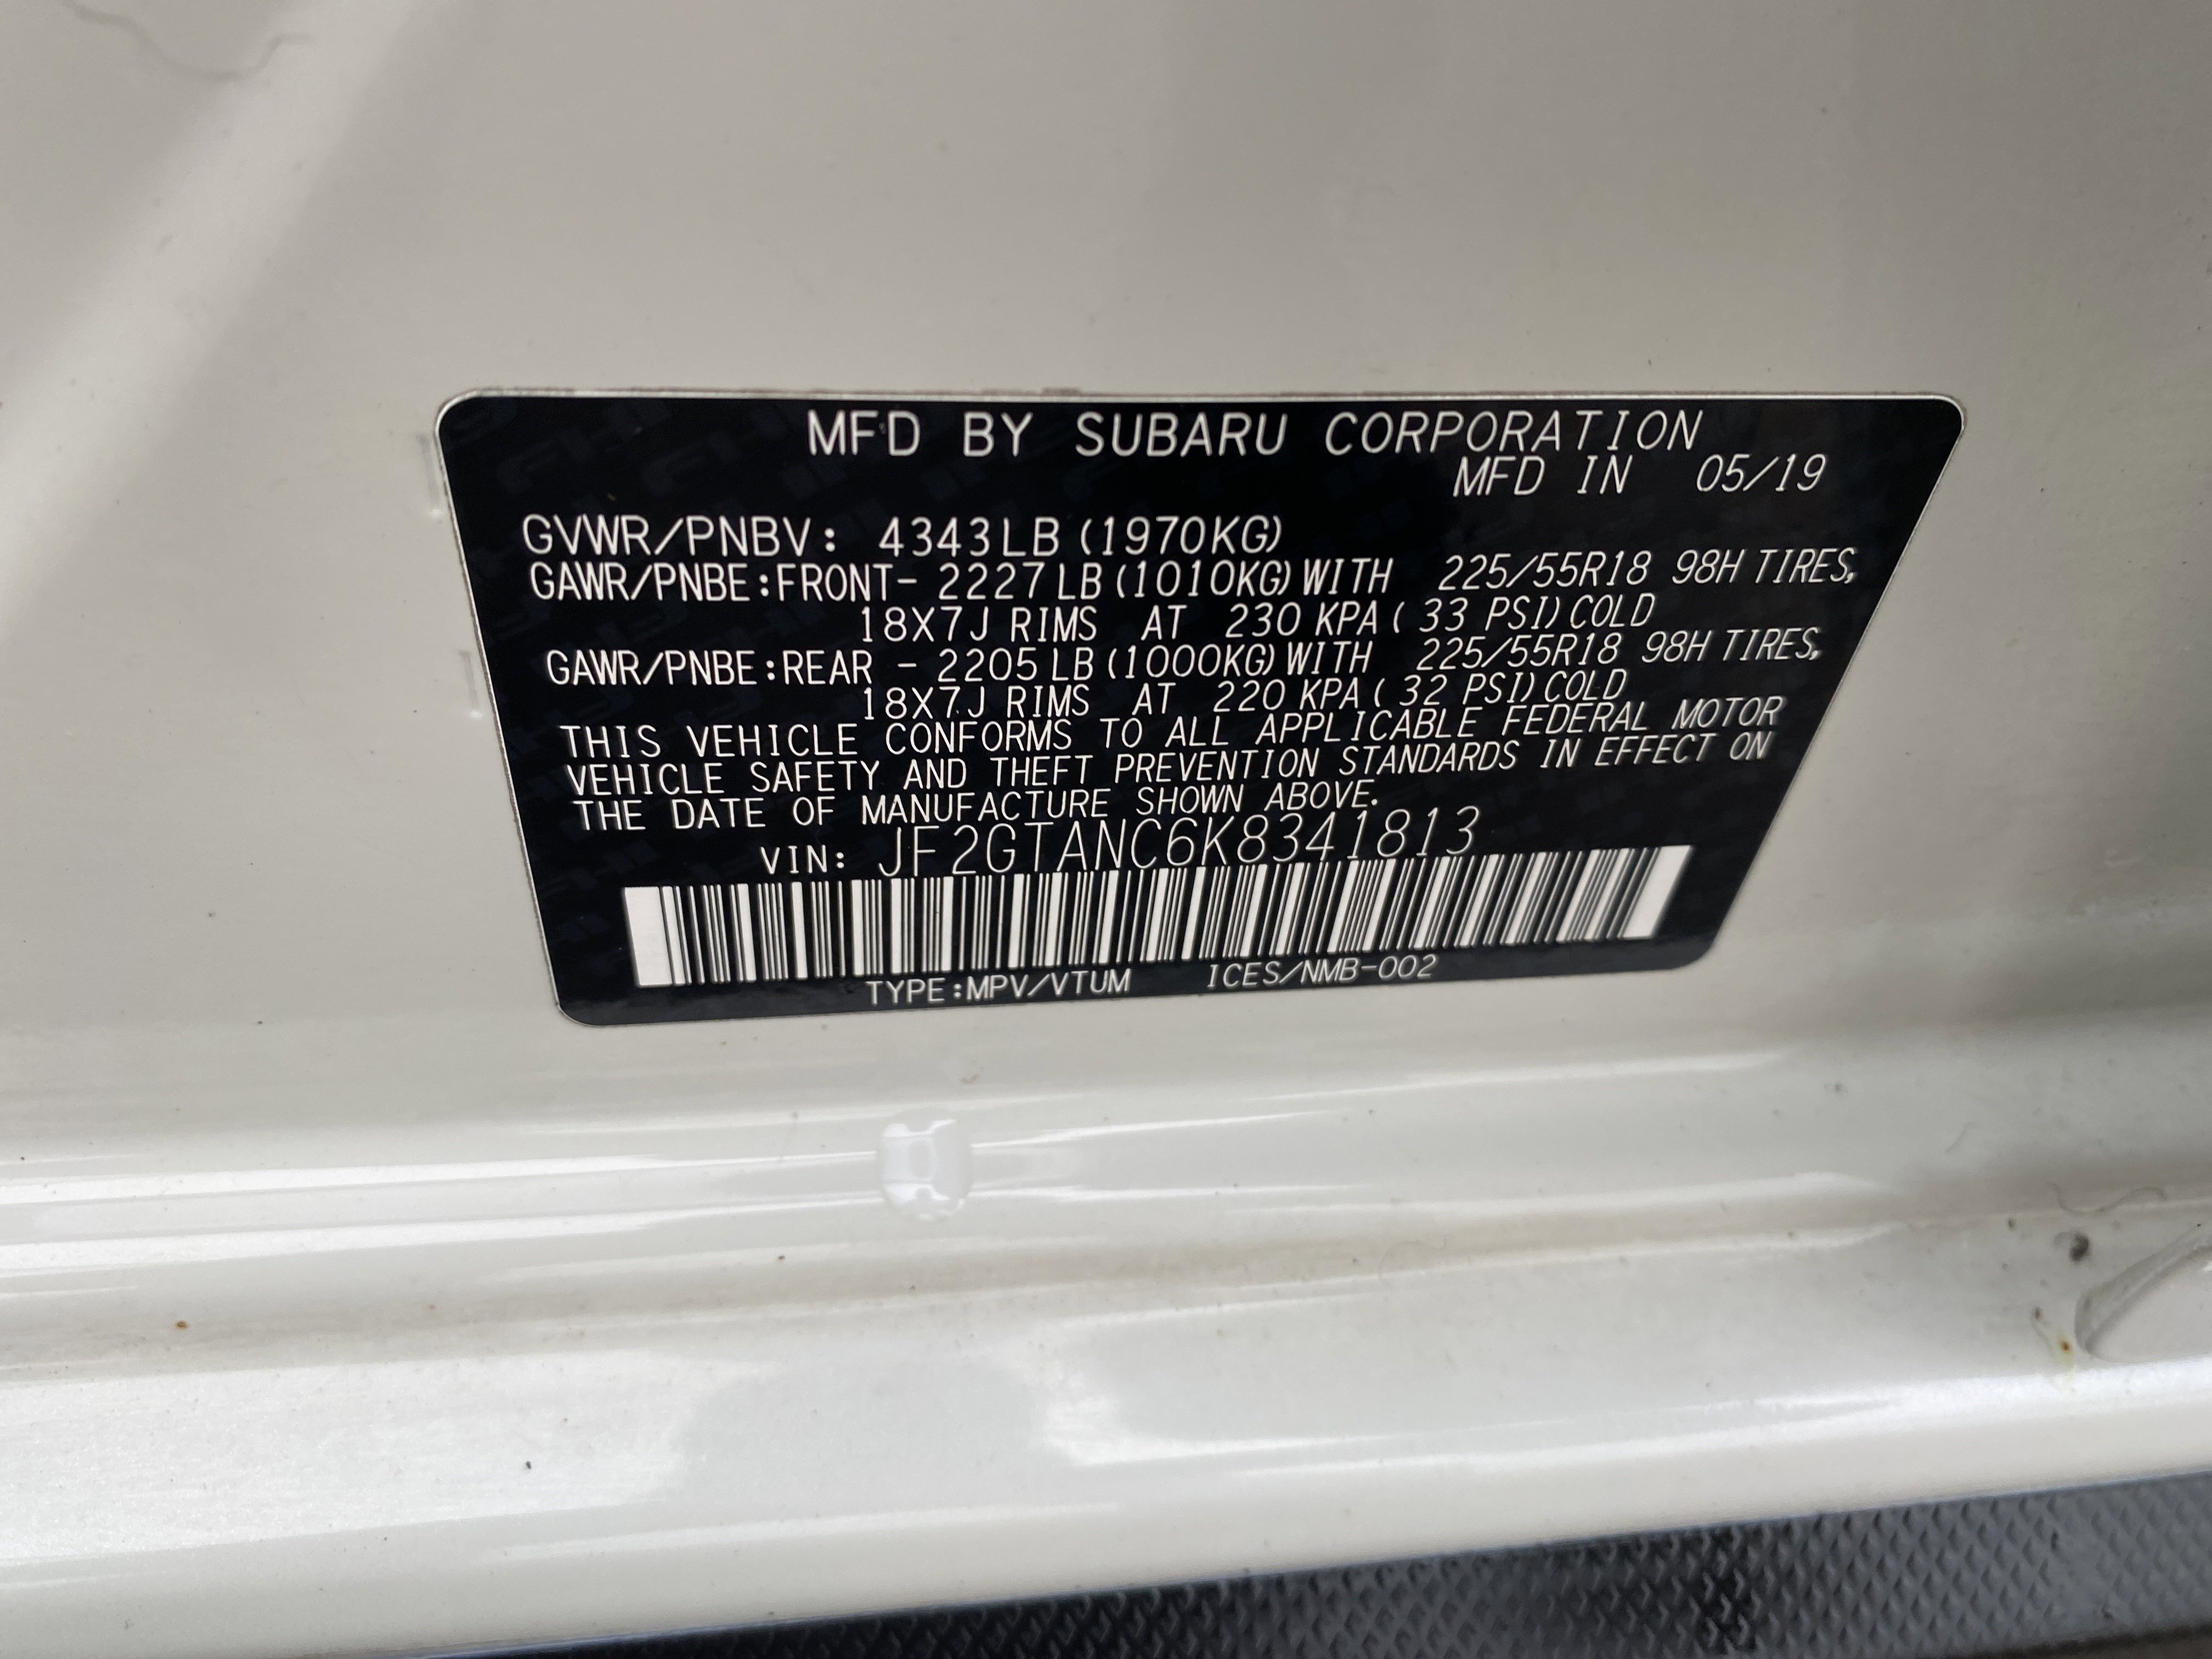 MF'D BY SUBARU CORPORATION
MFD IN 05/19
GVWR/PNBV: 4343LB (1970KG)
GAWR/PNBE:FRONT- 2227LB (1010KG) WITH 225/55R18 98H TIRES,
18X7J RIMS AT 230 KPA ( 33 PSI) COLD
GAWR/PNBE:REAR - 2205LB (1000KG) WITH 225/55R18 98H TIRES,
18X7J RIMS AT 220 KPA ( 32 PSI) COLD
THIS VEHICLE CONFORMS TO ALL APPLICABLE FEDERAL MOTOR
VEHICLE SAFETY AND THEFT PREVENTION STANDARDS IN EFFECT ON
THE DATE OF MANUFACTURE SHOWN ABOVE.
VIN: JF2GTANC6K8341813
TYPE:MPV/VTUM ICES/NMB-002